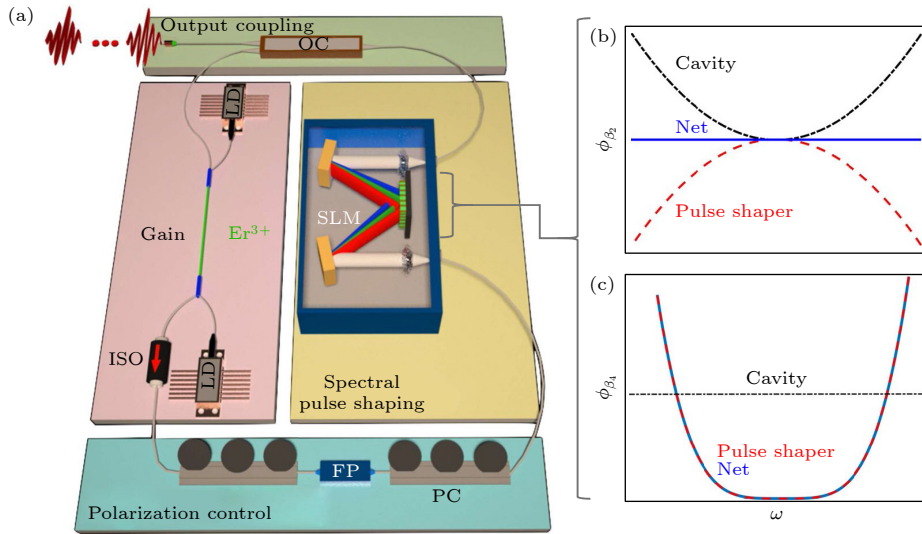 (a)
Output coupling
OC
LD
Gain
Er³⁺
SLM
ISO
LD
Spectral
pulse shaping
FP
PC
Polarization control
(b)
Cavity
Net
Pulse shaper
ϕβ₂
(c)
Cavity
Pulse shaper
Net
ϕβ₄
ω